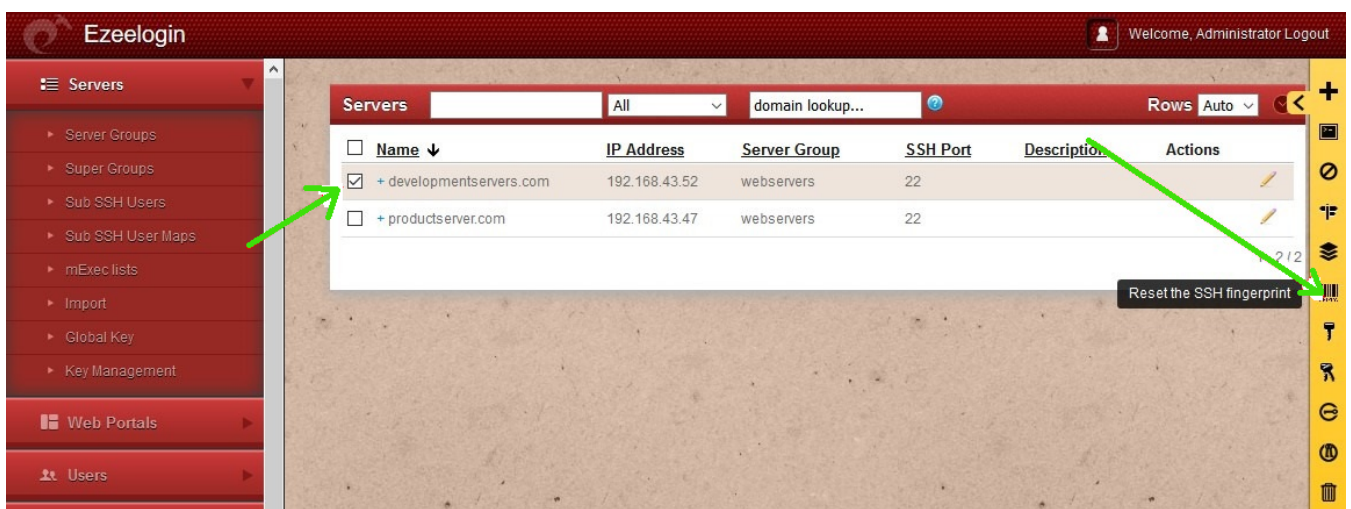 Ezeelogin
Welcome, Administrator Logout
Servers
Server Groups
Super Groups
Sub SSH Users
Sub SSH User Maps
mExec lists
Import
Global Key
Key Management
Web Portals
Users
Servers All domain lookup... Rows Auto
Name IP Address Server Group SSH Port Description Actions
+ developmentservers.com 192.168.43.52 webservers 22
+ productserver.com 192.168.43.47 webservers 22
2 / 2
Reset the SSH fingerprint